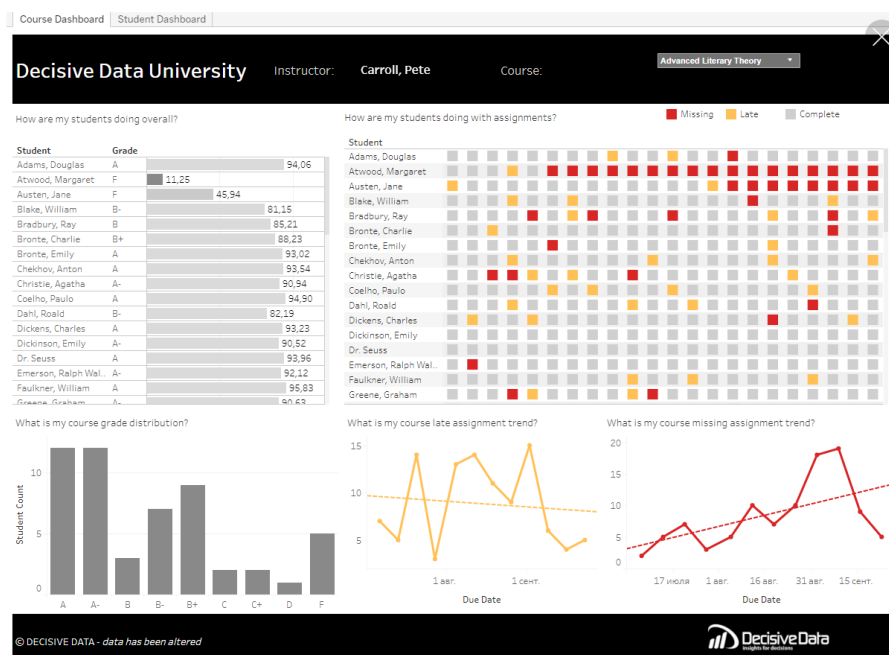 Course Dashboard Student Dashboard
Decisive Data University Instructor: Carroll, Pete Course: Advanced Literary Theory
How are my students doing overall?
Student Grade
Adams, Douglas A 94,06
Atwood, Margaret F 11,25
Austen, Jane F 45,94
Blake, William B- 81,15
Bradbury, Ray B 85,21
Bronte, Charlie B+ 88,23
Bronte, Emily A 93,02
Chekhov, Anton A 93,54
Christie, Agatha A- 90,94
Coelho, Paulo A 94,90
Dahl, Roald B- 82,19
Dickens, Charles A 93,23
Dickinson, Emily A- 90,52
Dr. Seuss A 93,96
Emerson, Ralph Wal.. A- 92,12
Faulkner, William A 95,83
Greene, Graham A- 90,63
How are my students doing with assignments? Missing Late Complete
Student
Adams, Douglas
Atwood, Margaret
Austen, Jane
Blake, William
Bradbury, Ray
Bronte, Charlie
Bronte, Emily
Chekhov, Anton
Christie, Agatha
Coelho, Paulo
Dahl, Roald
Dickens, Charles
Dickinson, Emily
Dr. Seuss
Emerson, Ralph Wal..
Faulkner, William
Greene, Graham
What is my course grade distribution?
Student Count
10
5
0
A A- B B- B+ C C+ D F
What is my course late assignment trend?
15
10
5
1 авг. 1 сент.
Due Date
What is my course missing assignment trend?
20
15
10
5
0
17 июля 1 авг. 16 авг. 31 авг. 15 сент.
Due Date
© DECISIVE DATA - data has been altered
Decisive Data
insights for decisions